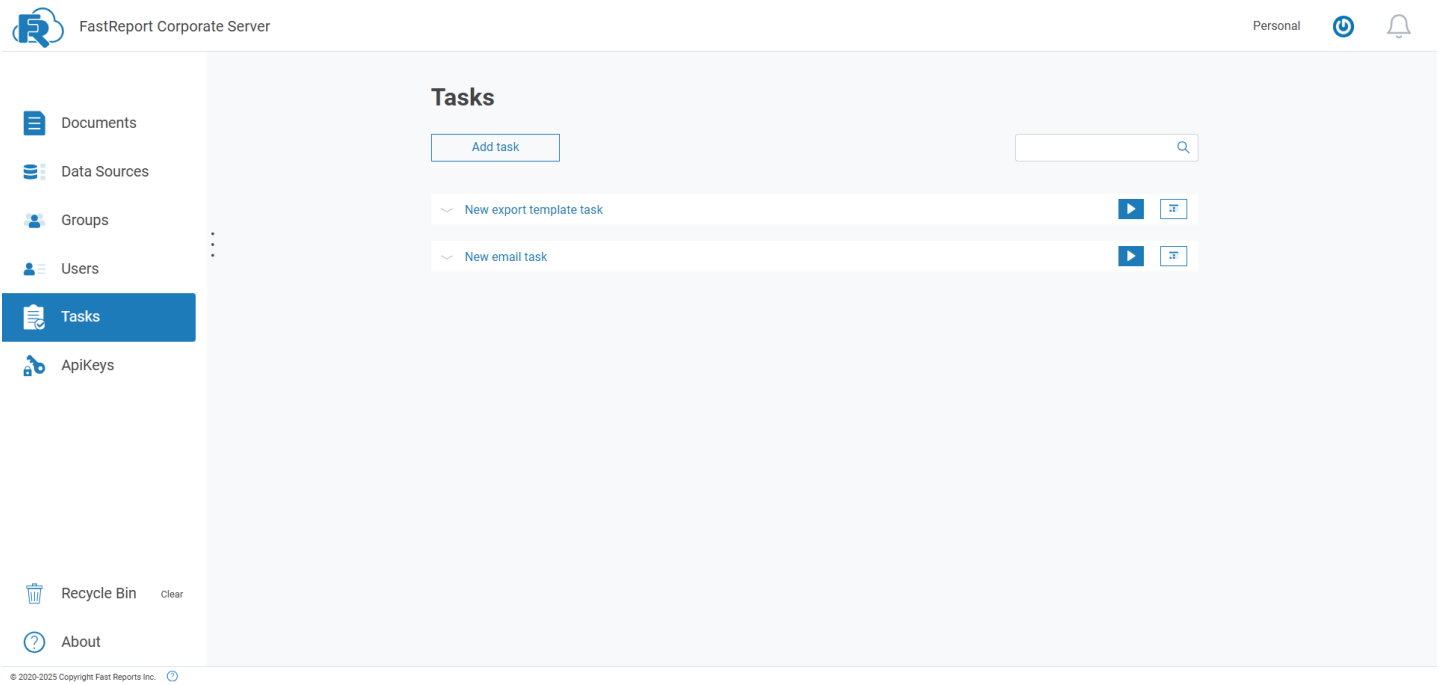 FastReport Corporate Server
Personal
Documents
Data Sources
Groups
Users
Tasks
ApiKeys
Recycle Bin Clear
About
Tasks
Add task
New export template task
New email task
© 2020-2025 Copyright Fast Reports Inc. ?